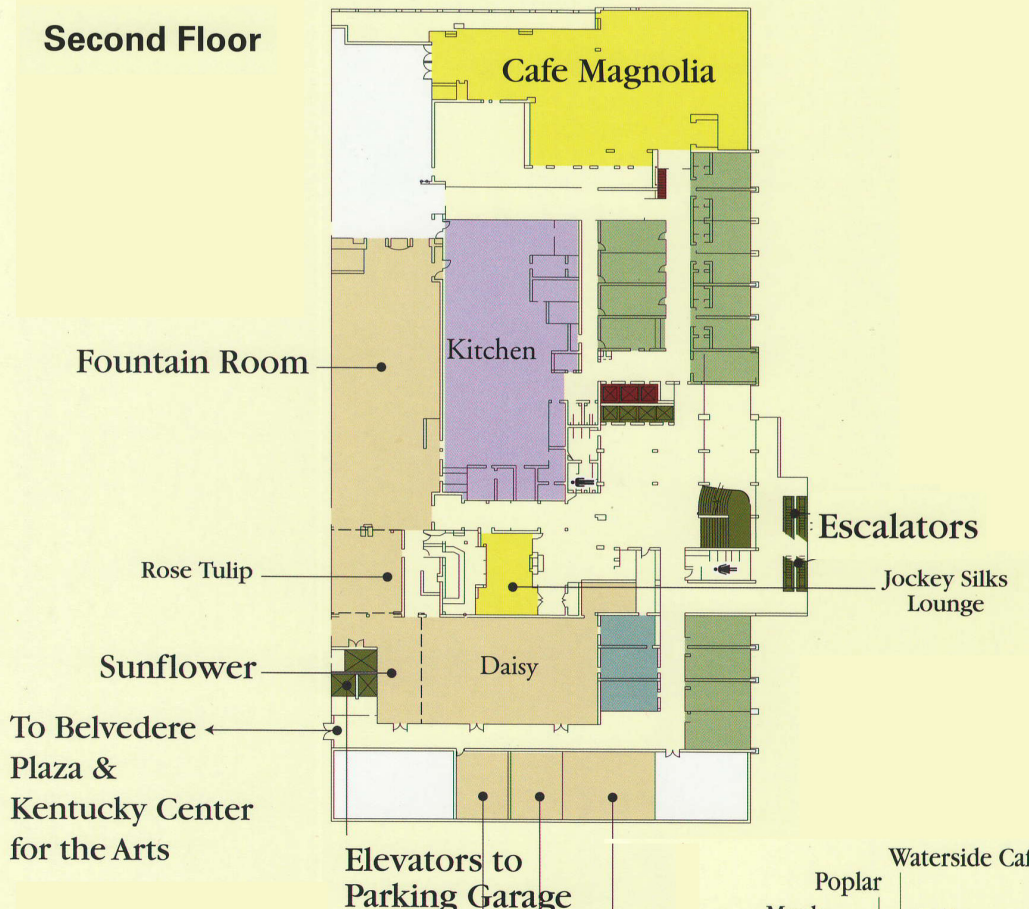 Second Floor
Cafe Magnolia
Kitchen
Fountain Room
Escalators
Rose Tulip
Jockey Silks
Lounge
Sunflower
Daisy
To Belvedere
Plaza &
Kentucky Center
for the Arts
Elevators to
Parking Garage
Waterside Caf
Poplar